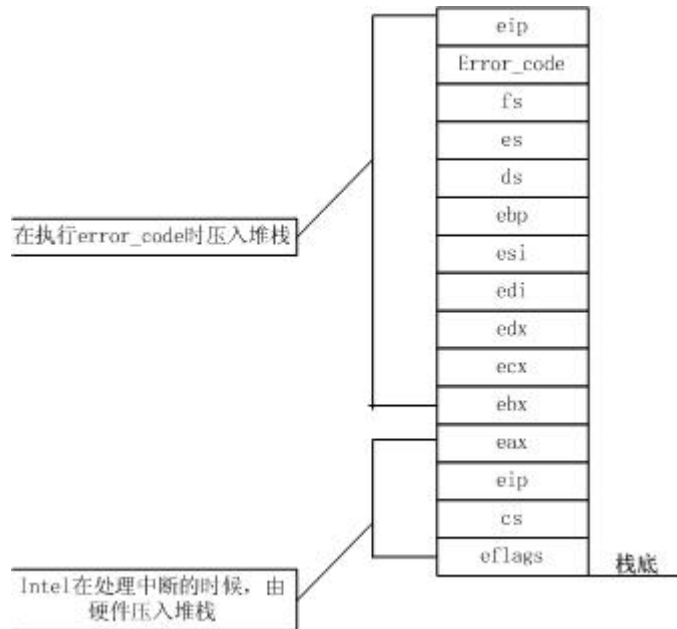 eip
Error_code
fs
es
ds
ebp
在执行error_code时压入堆栈
esi
edi
edx
ecx
ebx
eax
eip
cs
eflags
栈底
Intel在处理中断的时候，由
硬件压入堆栈